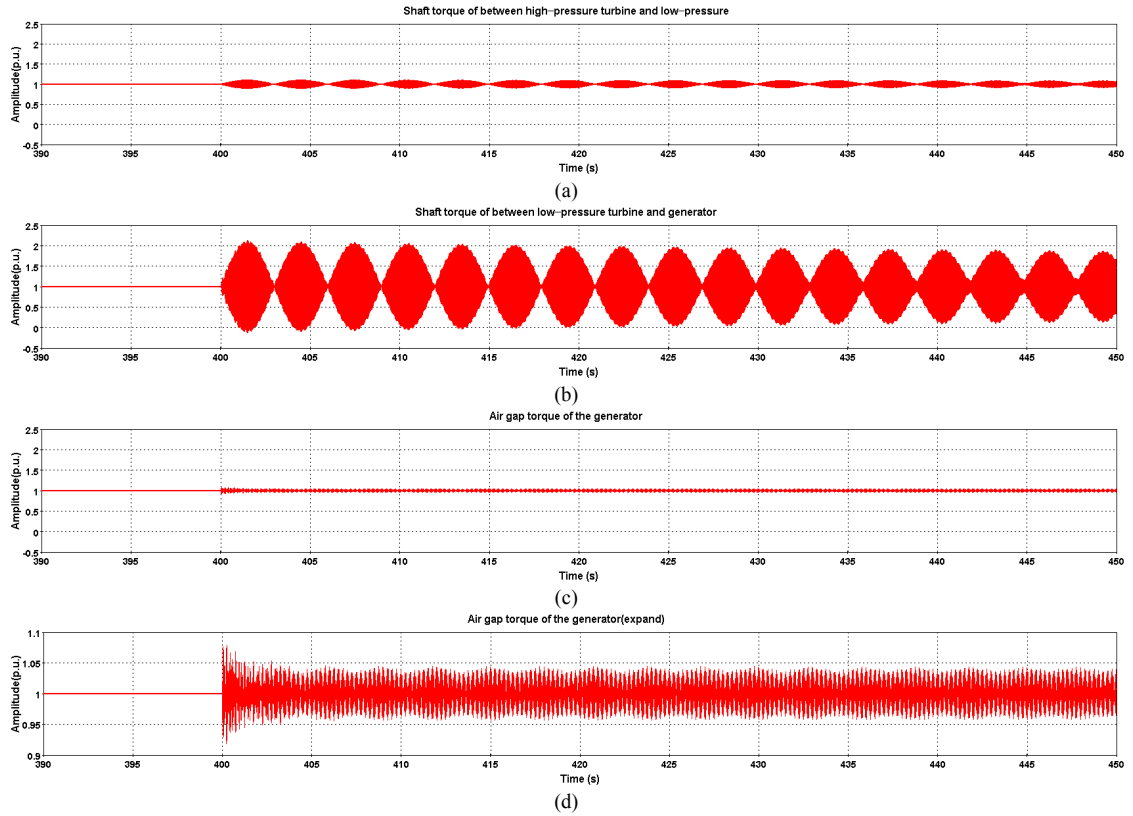 Shaft torque of between high−pressure turbine and low−pressure
Amplitude(p.u.)
2.5
2
1.5
1
0.5
0
-0.5
390 395 400 405 410 415 420 425 430 435 440 445 450
Time (s)
(a)
Shaft torque of between low−pressure turbine and generator
Amplitude(p.u.)
2.5
2
1.5
1
0.5
0
-0.5
390 395 400 405 410 415 420 425 430 435 440 445 450
Time (s)
(b)
Air gap torque of the generator
Amplitude(p.u.)
2.5
2
1.5
1
0.5
0
-0.5
390 395 400 405 410 415 420 425 430 435 440 445 450
Time (s)
(c)
Air gap torque of the generator(expand)
Amplitude(p.u.)
1.1
1.05
1
0.95
0.9
390 395 400 405 410 415 420 425 430 435 440 445 450
Time (s)
(d)